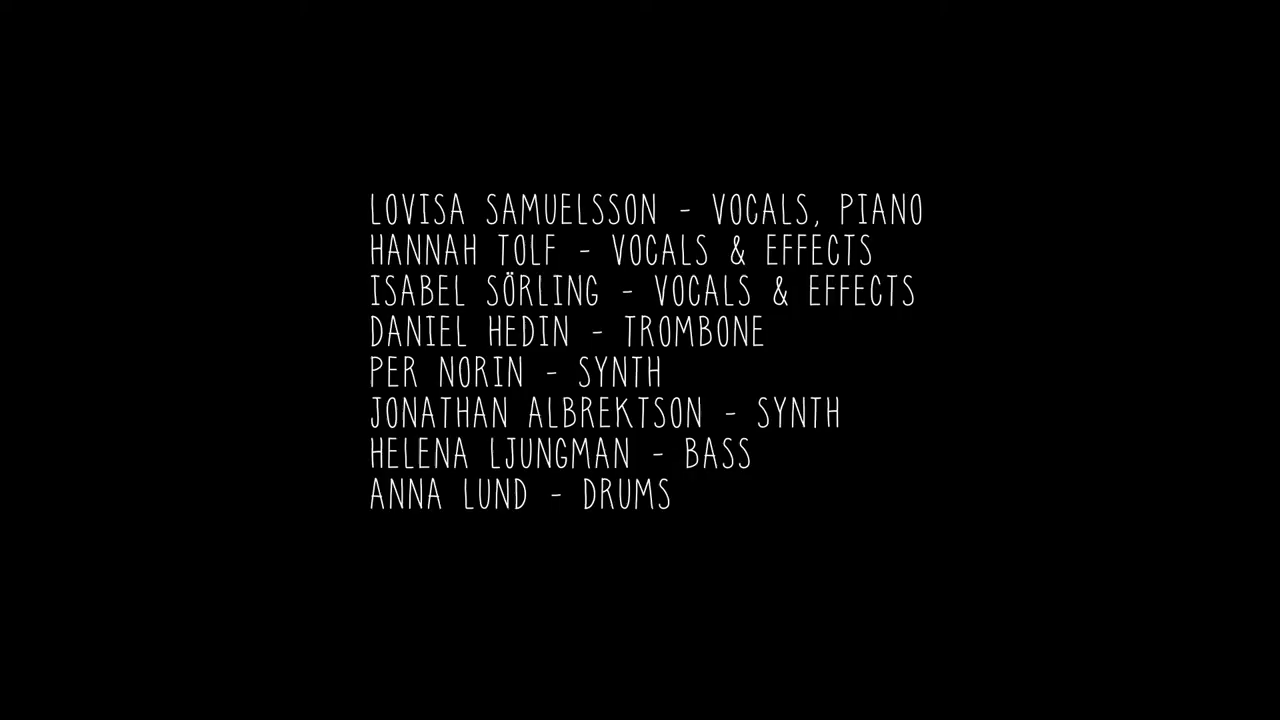 LOVISA SAMUELSSON - VOCALS, PIANO
HANNAH TOLF - VOCALS & EFFECTS
ISABEL SÖRLING - VOCALS & EFFECTS
DANIEL HEDIN - TROMBONE
PER NORIN - SYNTH
JONATHAN ALBREKTSON - SYNTH
HELENA LJUNGMAN - BASS
ANNA LUND - DRUMS